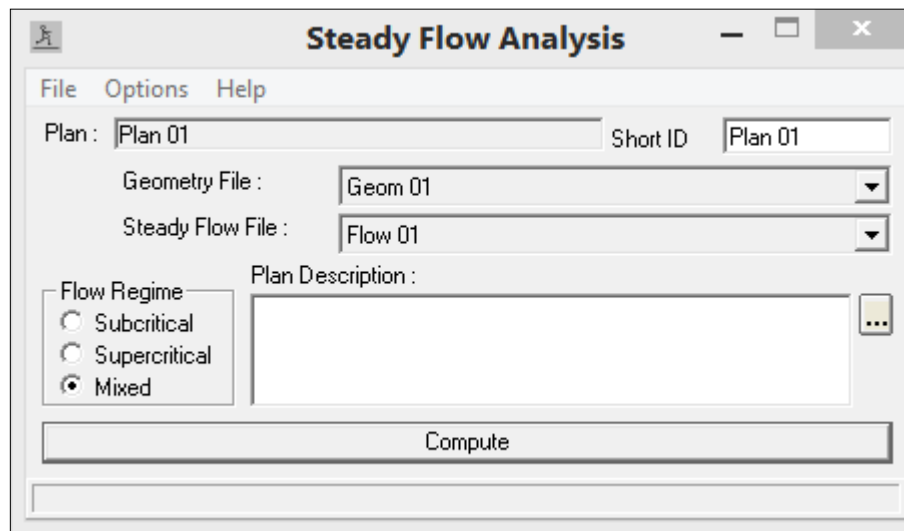 Steady Flow Analysis
File Options Help
Plan : Plan 01 Short ID Plan 01
Geometry File : Geom 01
Steady Flow File : Flow 01
Plan Description :
Flow Regime
Subcritical
Supercritical
Mixed
...
Compute